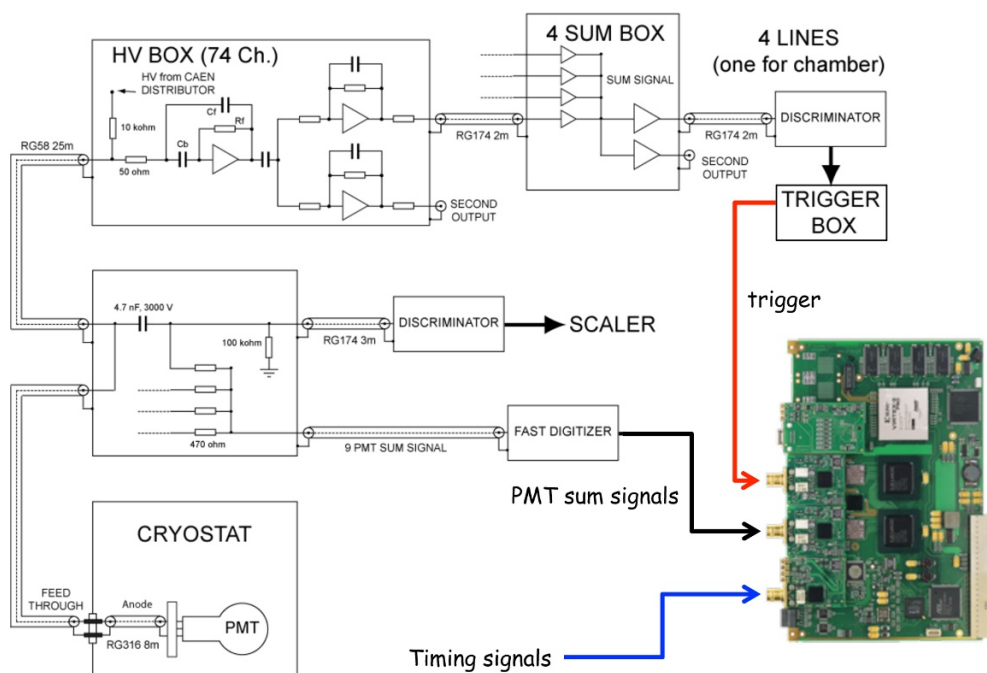 HV BOX (74 Ch.)
HV FROM CAEN
DISTRIBUTOR
10 kohm
Cf
Rf
Cb
50 ohm
RG58 25m
SECOND
OUTPUT
RG174 2m
4 SUM BOX
SUM SIGNAL
4 LINES
(one for chamber)
RG174 2m
SECOND
OUTPUT
DISCRIMINATOR
TRIGGER
BOX
trigger
4.7 nF, 3000 V
100 kohm
470 ohm
RG174 3m
DISCRIMINATOR
SCALER
9 PMT SUM SIGNAL
FAST DIGITIZER
PMT sum signals
CRYOSTAT
FEED
THROUGH
Anode
RG316 8m
PMT
Timing signals